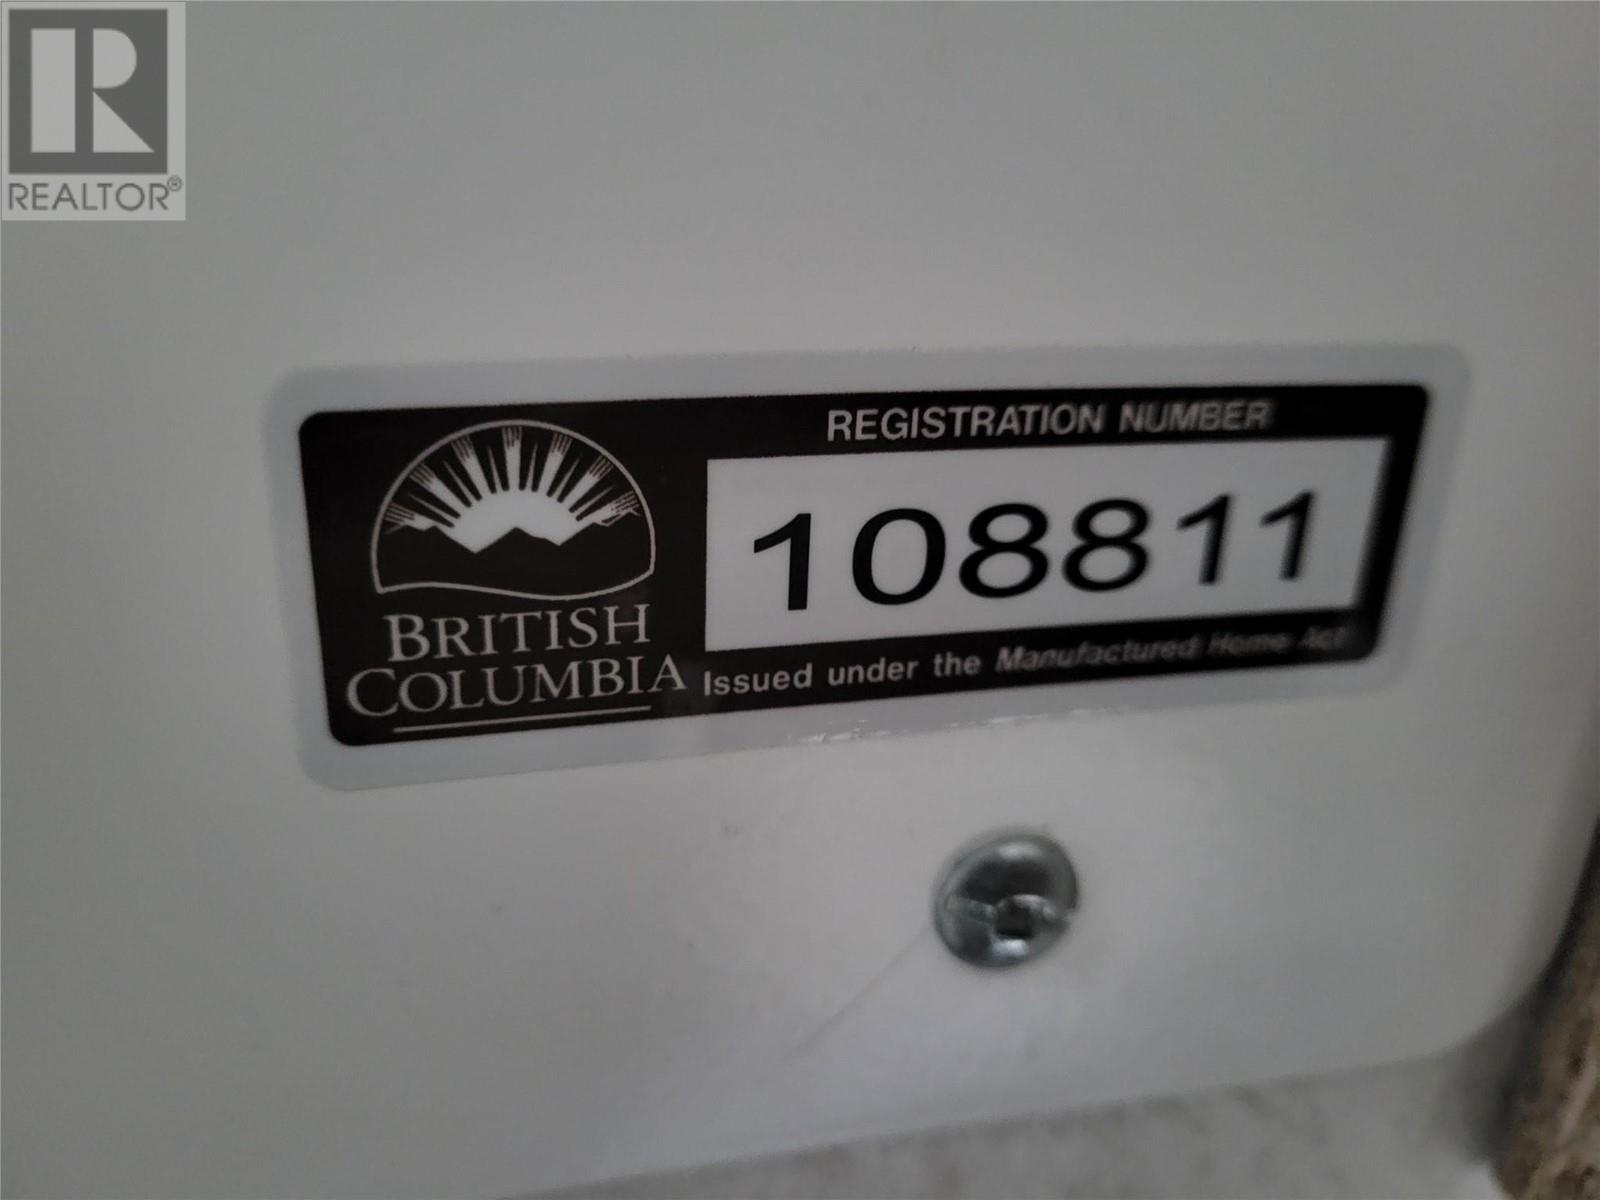 REALTOR®
REGISTRATION NUMBER
108811
BRITISH
COLUMBIA
Issued under the Manufactured Home Act